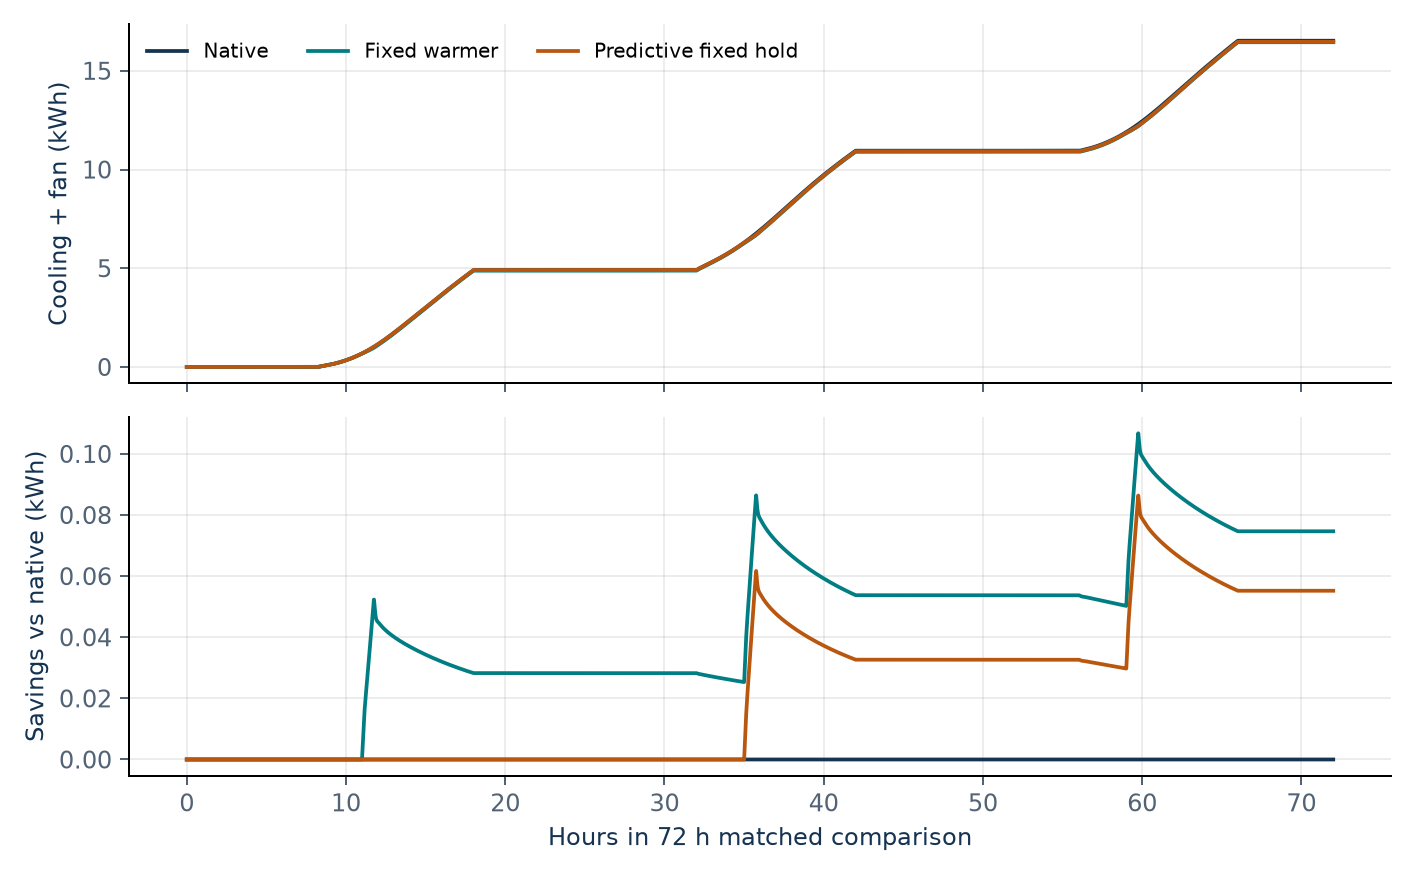 Native Fixed warmer Predictive fixed hold
Cooling + fan (kWh)
15
10
5
0
Savings vs native (kWh)
0.10
0.08
0.06
0.04
0.02
0.00
0 10 20 30 40 50 60 70
Hours in 72 h matched comparison